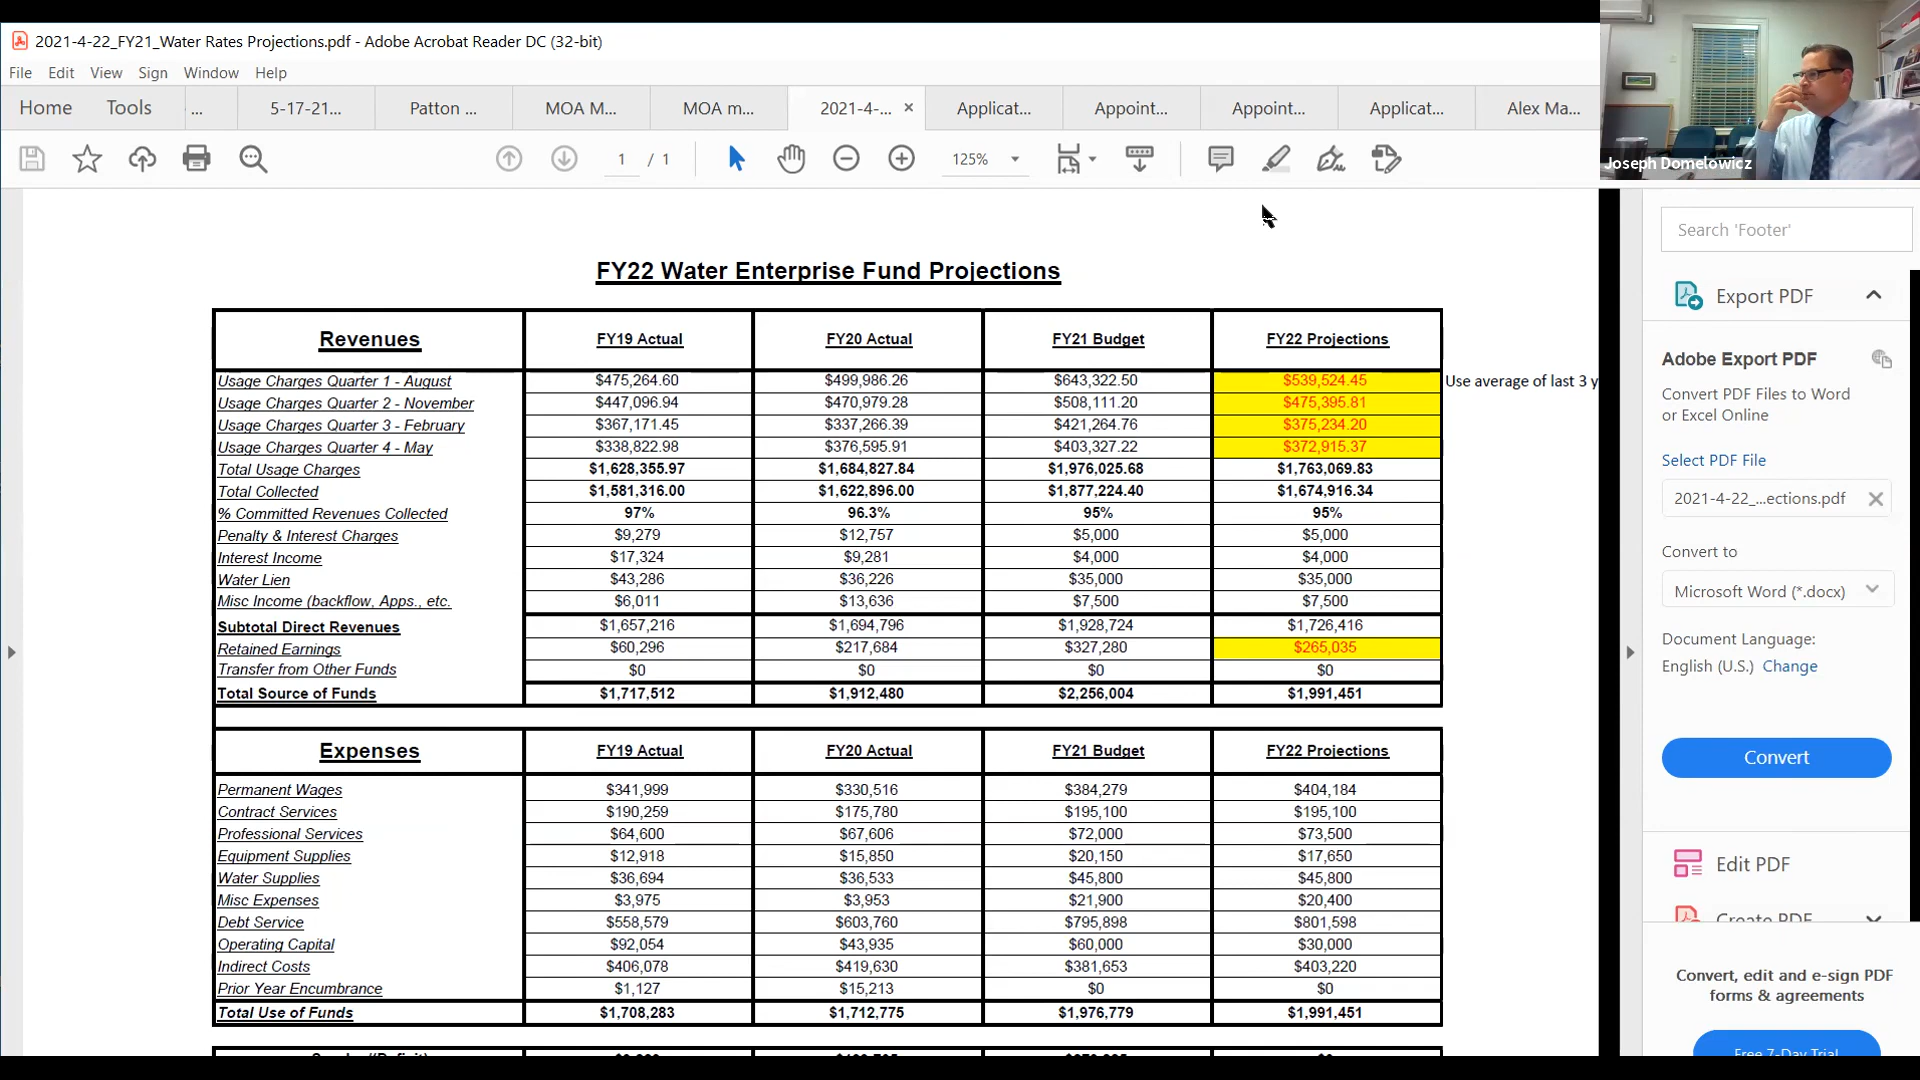 2021-4-22_FY21_Water Rates Projections.pdf - Adobe Acrobat Reader DC (32-bit)
File Edit View Sign Window Help
Home Tools ... 5-17-21... Patton ... MOA M... MOA m... 2021-4-... × Applicat... Appoint... Appoint... Applicat... Alex Ma...
1 / 1 125%
Joseph Domelowicz
FY22 Water Enterprise Fund Projections
Revenues FY19 Actual FY20 Actual FY21 Budget FY22 Projections
Usage Charges Quarter 1 - August $475,264.60 $499,986.26 $643,322.50 $539,524.45 Use average of last 3 y
Usage Charges Quarter 2 - November $447,096.94 $470,979.28 $508,111.20 $475,395.81
Usage Charges Quarter 3 - February $367,171.45 $337,266.39 $421,264.76 $375,234.20
Usage Charges Quarter 4 - May $338,822.98 $376,595.91 $403,327.22 $372,915.37
Total Usage Charges $1,628,355.97 $1,684,827.84 $1,976,025.68 $1,763,069.83
Total Collected $1,581,316.00 $1,622,896.00 $1,877,224.40 $1,674,916.34
% Committed Revenues Collected 97% 96.3% 95% 95%
Penalty & Interest Charges $9,279 $12,757 $5,000 $5,000
Interest Income $17,324 $9,281 $4,000 $4,000
Water Lien $43,286 $36,226 $35,000 $35,000
Misc Income (backflow, Apps., etc. $6,011 $13,636 $7,500 $7,500
Subtotal Direct Revenues $1,657,216 $1,694,796 $1,928,724 $1,726,416
Retained Earnings $60,296 $217,684 $327,280 $265,035
Transfer from Other Funds $0 $0 $0 $0
Total Source of Funds $1,717,512 $1,912,480 $2,256,004 $1,991,451
Expenses FY19 Actual FY20 Actual FY21 Budget FY22 Projections
Permanent Wages $341,999 $330,516 $384,279 $404,184
Contract Services $190,259 $175,780 $195,100 $195,100
Professional Services $64,600 $67,606 $72,000 $73,500
Equipment Supplies $12,918 $15,850 $20,150 $17,650
Water Supplies $36,694 $36,533 $45,800 $45,800
Misc Expenses $3,975 $3,953 $21,900 $20,400
Debt Service $558,579 $603,760 $795,898 $801,598
Operating Capital $92,054 $43,935 $60,000 $30,000
Indirect Costs $406,078 $419,630 $381,653 $403,220
Prior Year Encumbrance $1,127 $15,213 $0 $0
Total Use of Funds $1,708,283 $1,712,775 $1,976,779 $1,991,451
Search 'Footer'
Export PDF
Adobe Export PDF
Convert PDF Files to Word
or Excel Online
Select PDF File
2021-4-22_...ections.pdf
Convert to
Microsoft Word (*.docx)
Document Language:
English (U.S.) Change
Convert
Edit PDF
Create PDF
Convert, edit and e-sign PDF
forms & agreements
Free 7-Day Trial